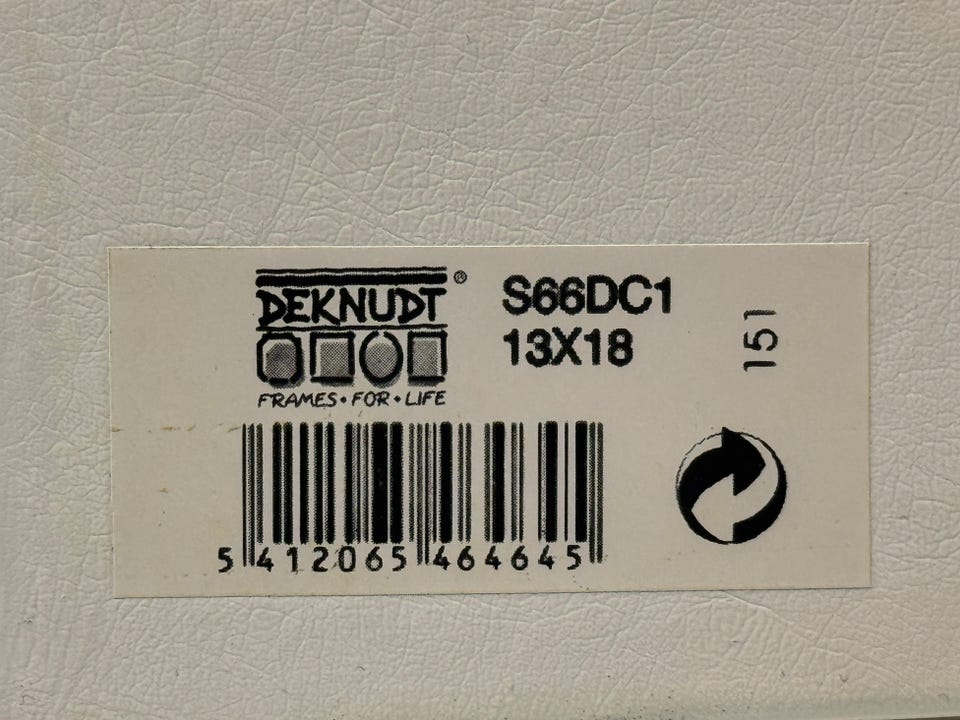 DEKNUDT®
FRAMES • FOR • LIFE
S66DC1
13X18
151
5 412065 464645